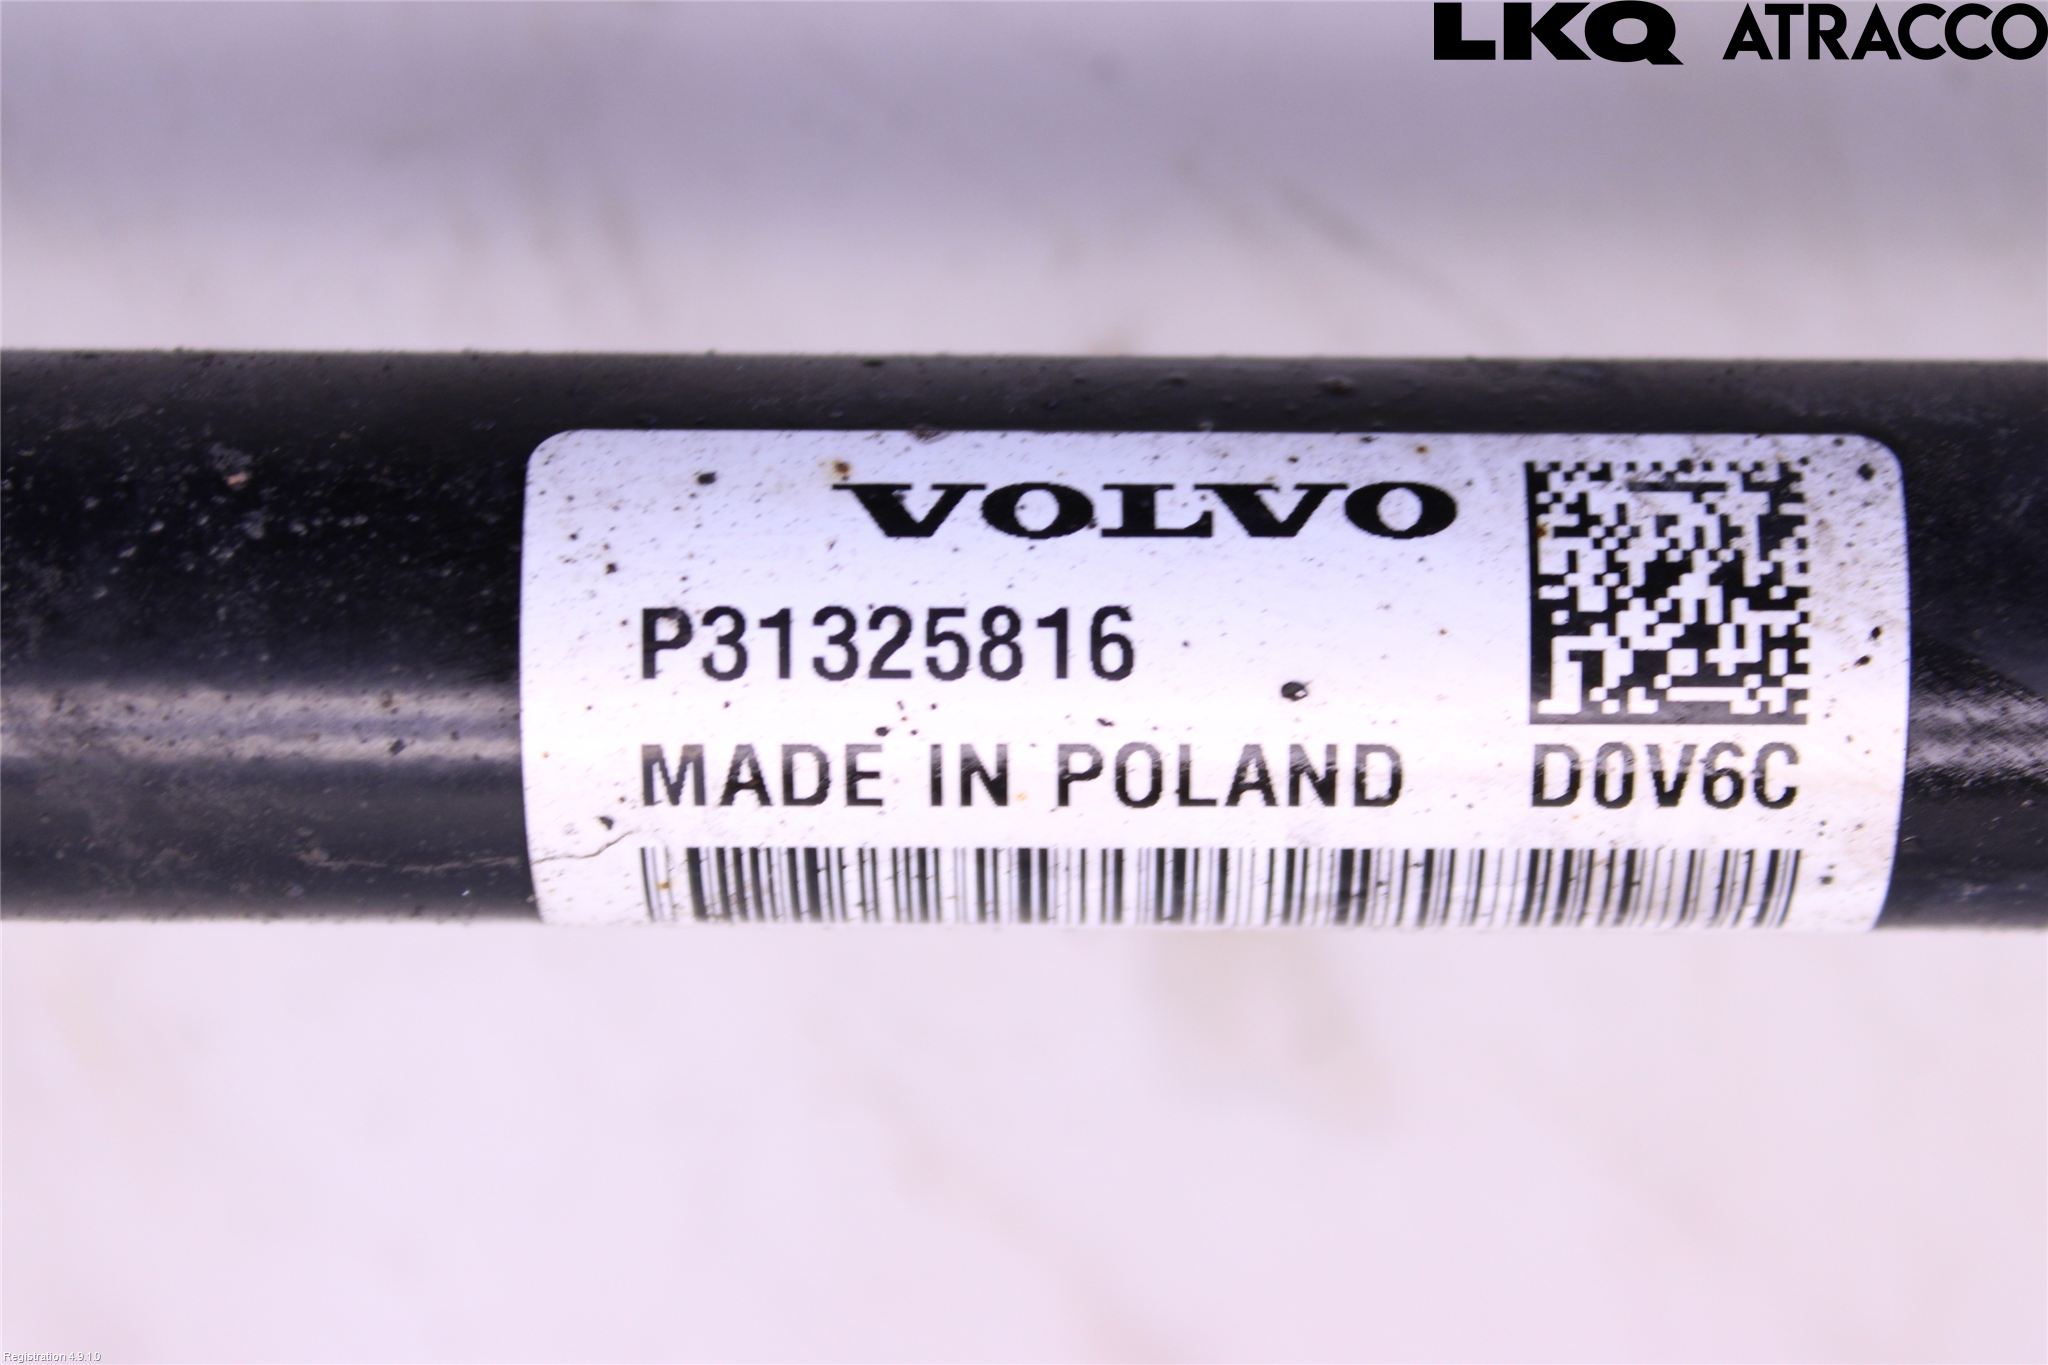 LKQ ATRACCO
VOLVO
P31325816
MADE IN POLAND D0V6C
Registration 4.9.1.0